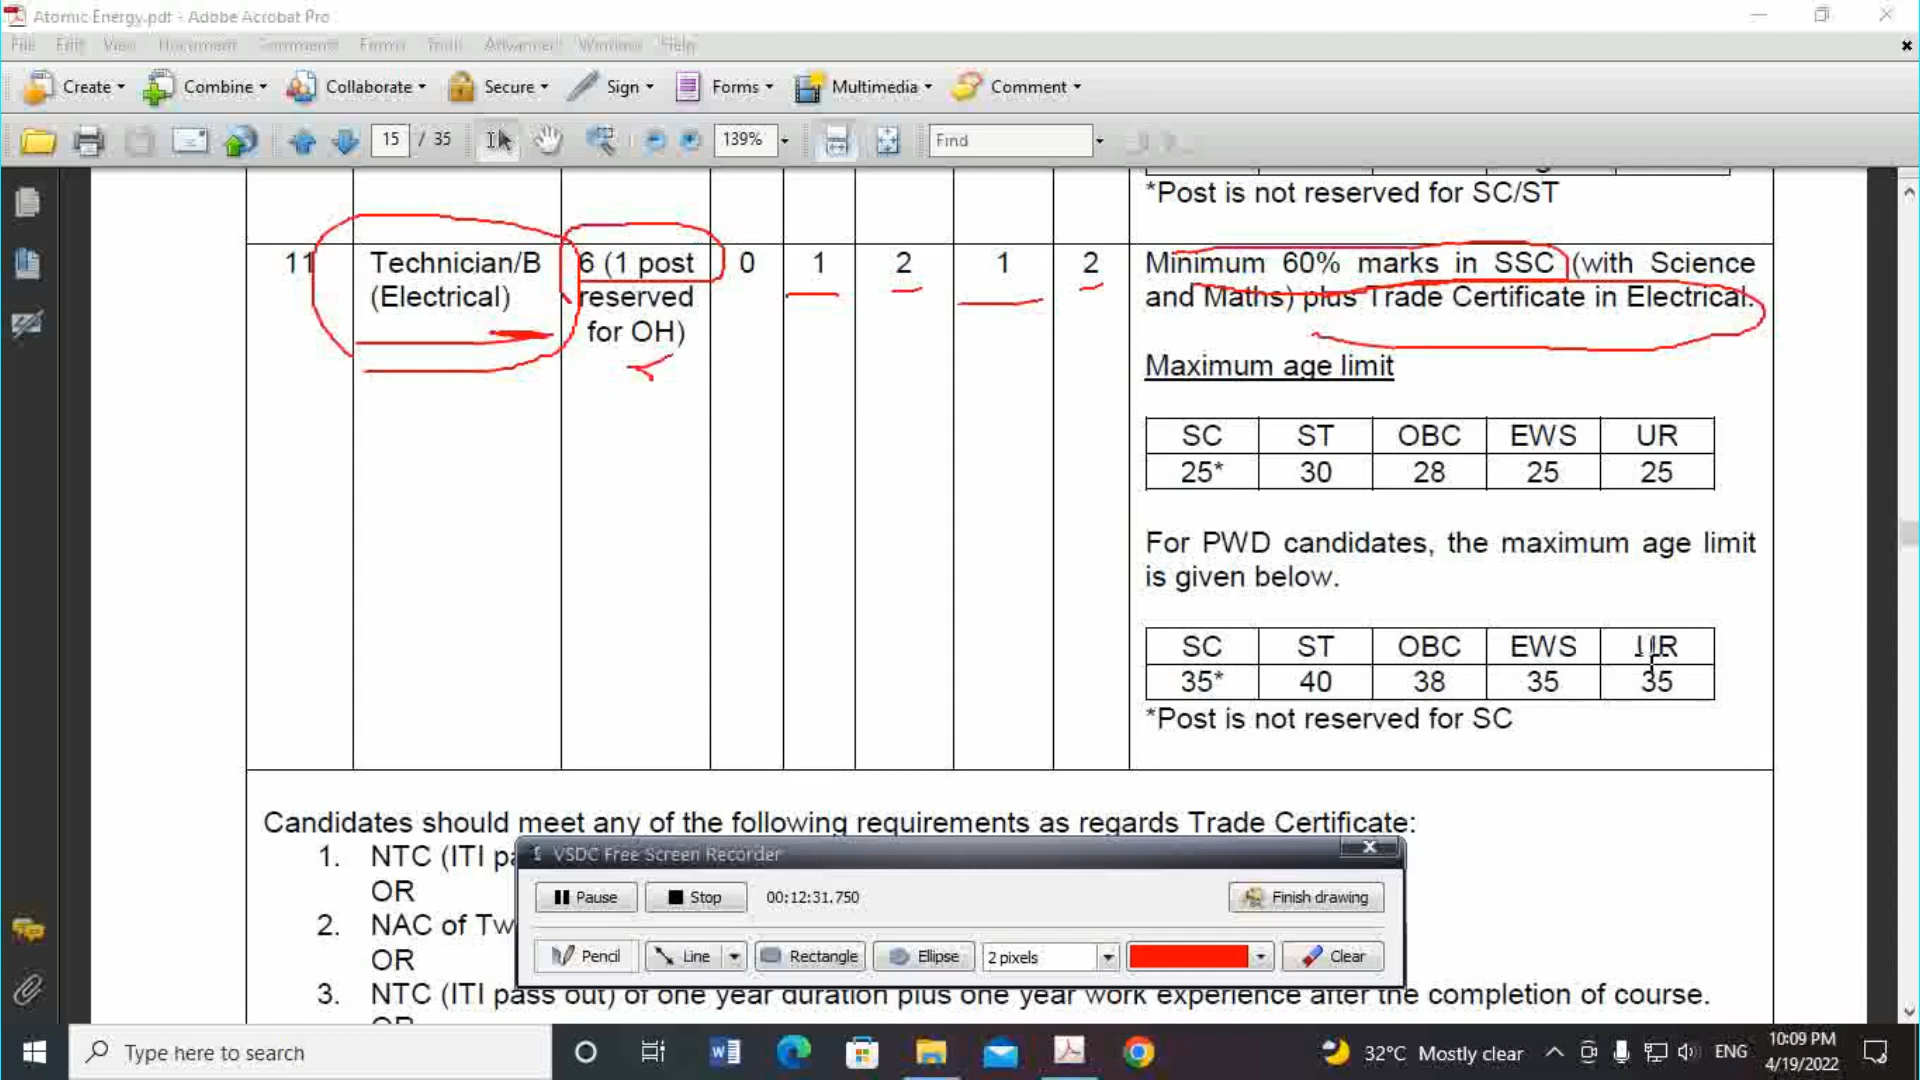 Atomic Energy.pdf - Adobe Acrobat Pro
File Edit View Document Comments Forms Tools Advanced Window Help
Create Combine Collaborate Secure Sign Forms Multimedia Comment
15 / 35 139% Find
*Post is not reserved for SC/ST
11 Technician/B 6 (1 post 0 1 2 1 2 Minimum 60% marks in SSC (with Science
(Electrical) reserved and Maths) plus Trade Certificate in Electrical.
for OH)
Maximum age limit
SC ST OBC EWS UR
25* 30 28 25 25
For PWD candidates, the maximum age limit
is given below.
SC ST OBC EWS UR
35* 40 38 35 35
*Post is not reserved for SC
Candidates should meet any of the following requirements as regards Trade Certificate:
1. NTC (ITI pa
OR
2. NAC of Tw
OR
3. NTC (ITI pass out) of one year duration plus one year work experience after the completion of course.
OR
VSDC Free Screen Recorder
Pause Stop 00:12:31.750 Finish drawing
Pencil Line Rectangle Ellipse 2 pixels Clear
Type here to search
32°C Mostly clear ENG
10:09 PM
4/19/2022